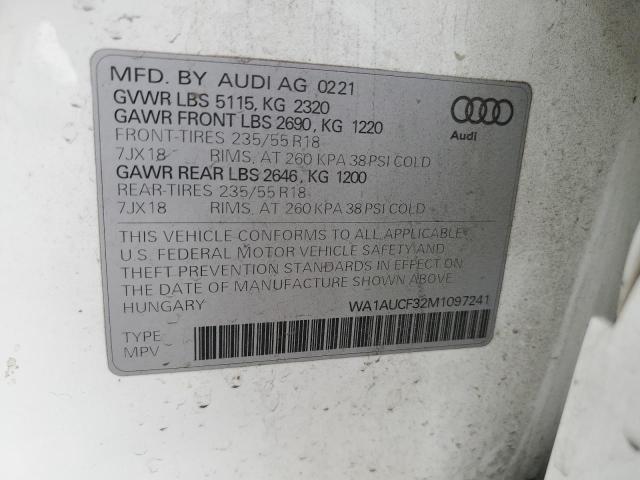 MFD. BY AUDI AG 0221
GVWR LBS 5115, KG 2320
GAWR FRONT LBS 2690, KG 1220
FRONT-TIRES 235/55 R18
7JX18 RIMS, AT 260 KPA 38 PSI COLD
GAWR REAR LBS 2646, KG 1200
REAR-TIRES 235/55 R18
7JX18 RIMS, AT 260 KPA 38 PSI COLD
Audi
THIS VEHICLE CONFORMS TO ALL APPLICABLE
U.S. FEDERAL MOTOR VEHICLE SAFETY AND
THEFT PREVENTION STANDARDS IN EFFECT ON
THE DATE OF MANUFACTURE SHOWN ABOVE.
HUNGARY WA1AUCF32M1097241
TYPE
MPV